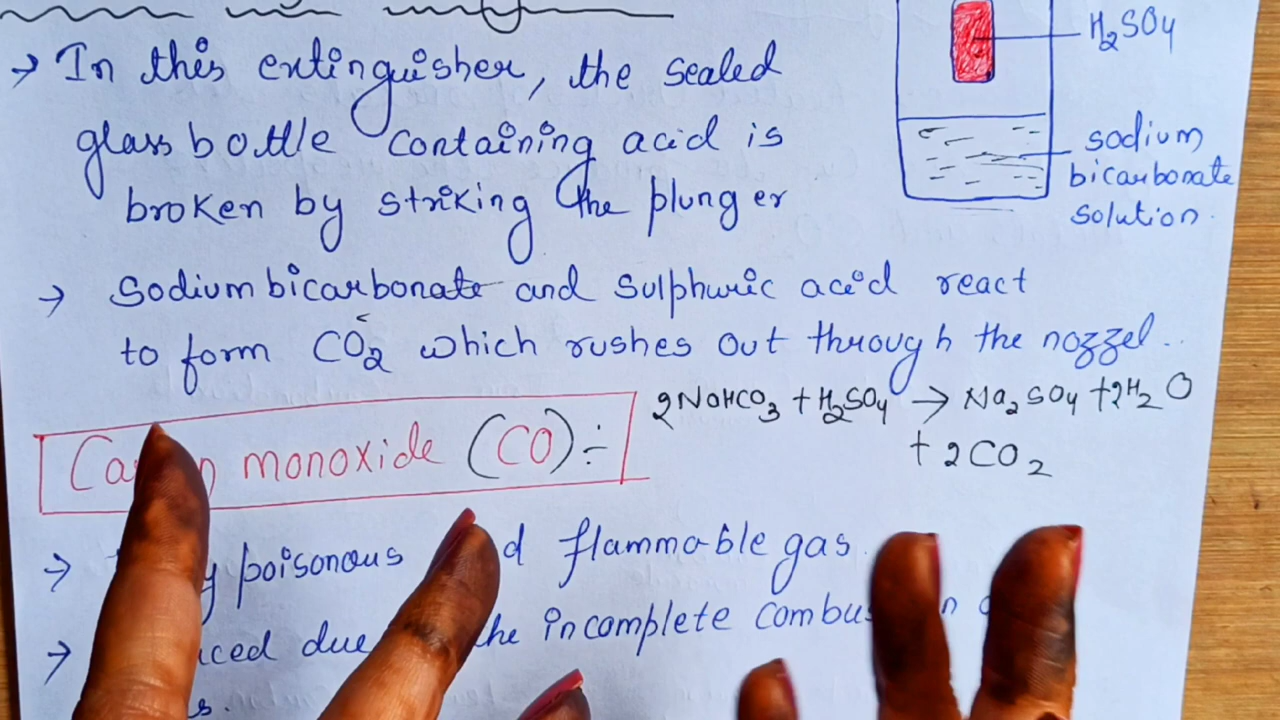 → In this extinguisher, the sealed
glass bottle containing acid is
broken by striking the plunger
H₂SO₄
sodium
bicarbonate
solution.
→ Sodium bicarbonate and sulphuric acid react
to form CO₂ which rushes out through the nozzel..
2NaHCO₃ + H₂SO₄ → Na₂SO₄ + 2H₂O
+ 2CO₂
monoxide (CO):-
→ poisonous flammable gas
→ due the incomplete